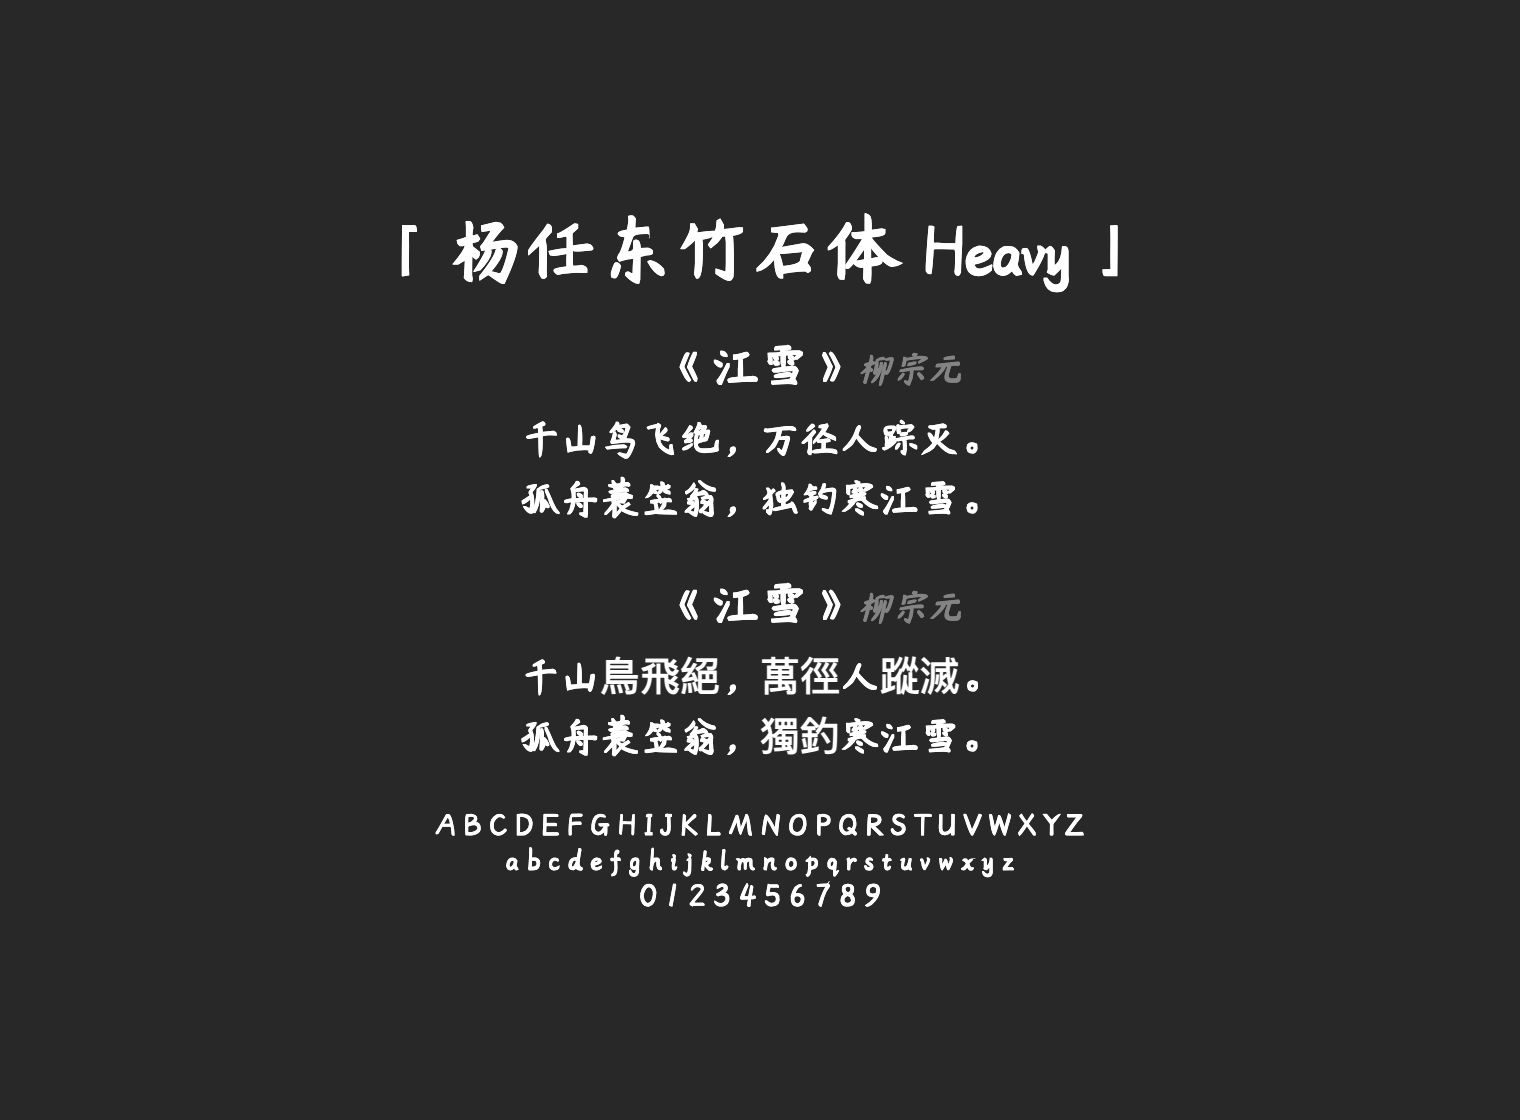 「 杨任东竹石体 Heavy 」
《 江雪 》柳宗元
千山鸟飞绝，万径人踪灭。
孤舟蓑笠翁，独钓寒江雪。
《 江雪 》柳宗元
千山鳥飛絕，萬徑人蹤滅。
孤舟蓑笠翁，獨釣寒江雪。
ABCDEFGHIJKLMNOPQRSTUVWXYZ
abcdefghijklmnopqrstuvwxyz
0123456789